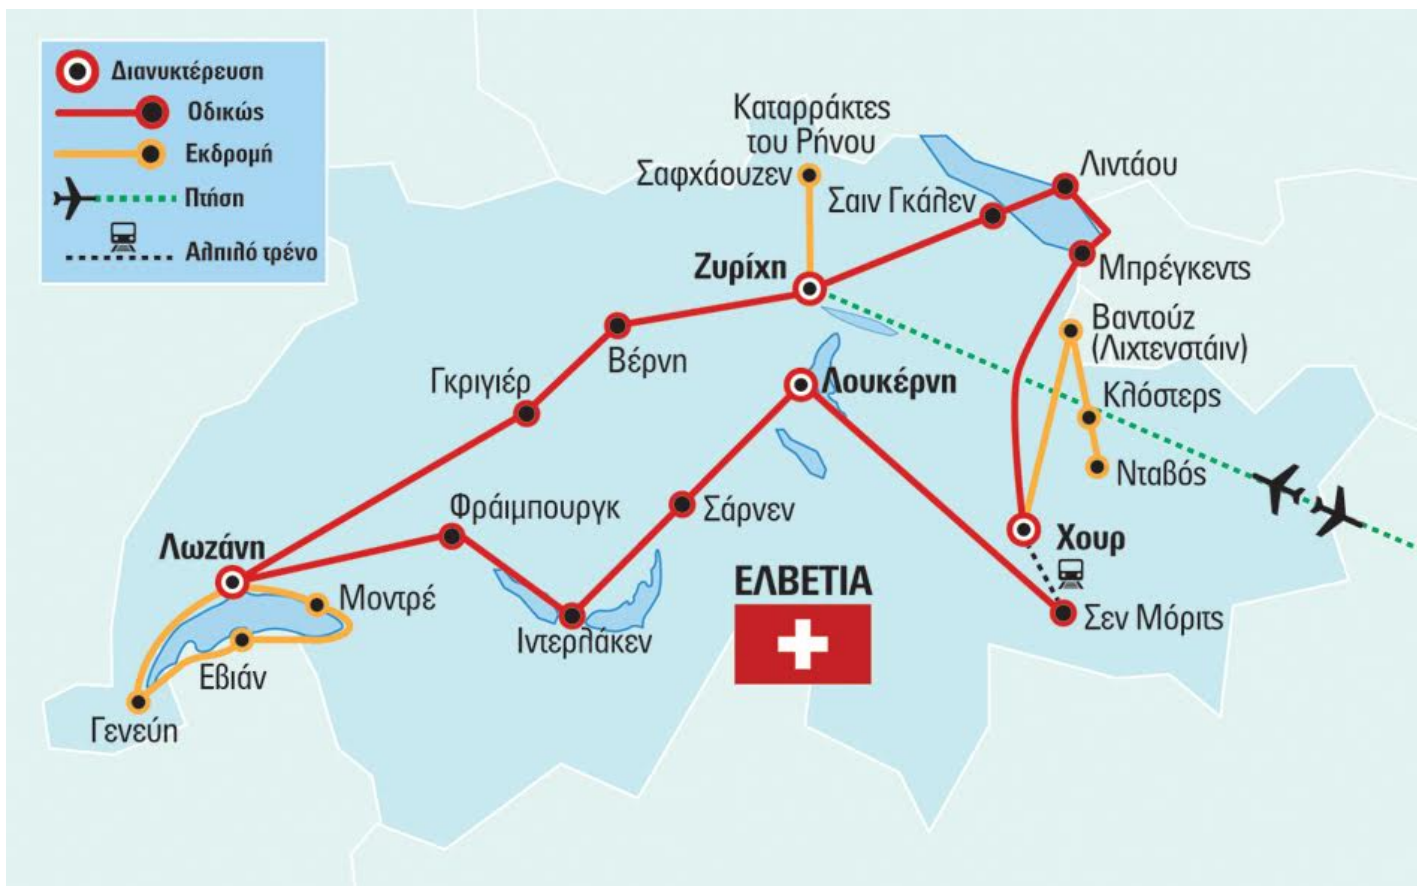 Διανυκτέρευση
Οδικώς
Εκδρομή
Πτήση
Αλπιλό τρένο
Καταρράκτες
του Ρήνου
Σαφχάουζεν
Λιντάου
Σαιν Γκάλεν
Ζυρίχη
Μπρέγκεντς
Βαντούζ
(Λιχτενστάιν)
Βέρνη
Γκριγιέρ
Λουκέρνη
Κλόστερς
Νταβός
Φράιμπουργκ
Σάρνεν
Χουρ
Λωζάνη
ΕΛΒΕΤΙΑ
Μοντρέ
Σεν Μόριτς
Ιντερλάκεν
Εβιάν
Γενεύη